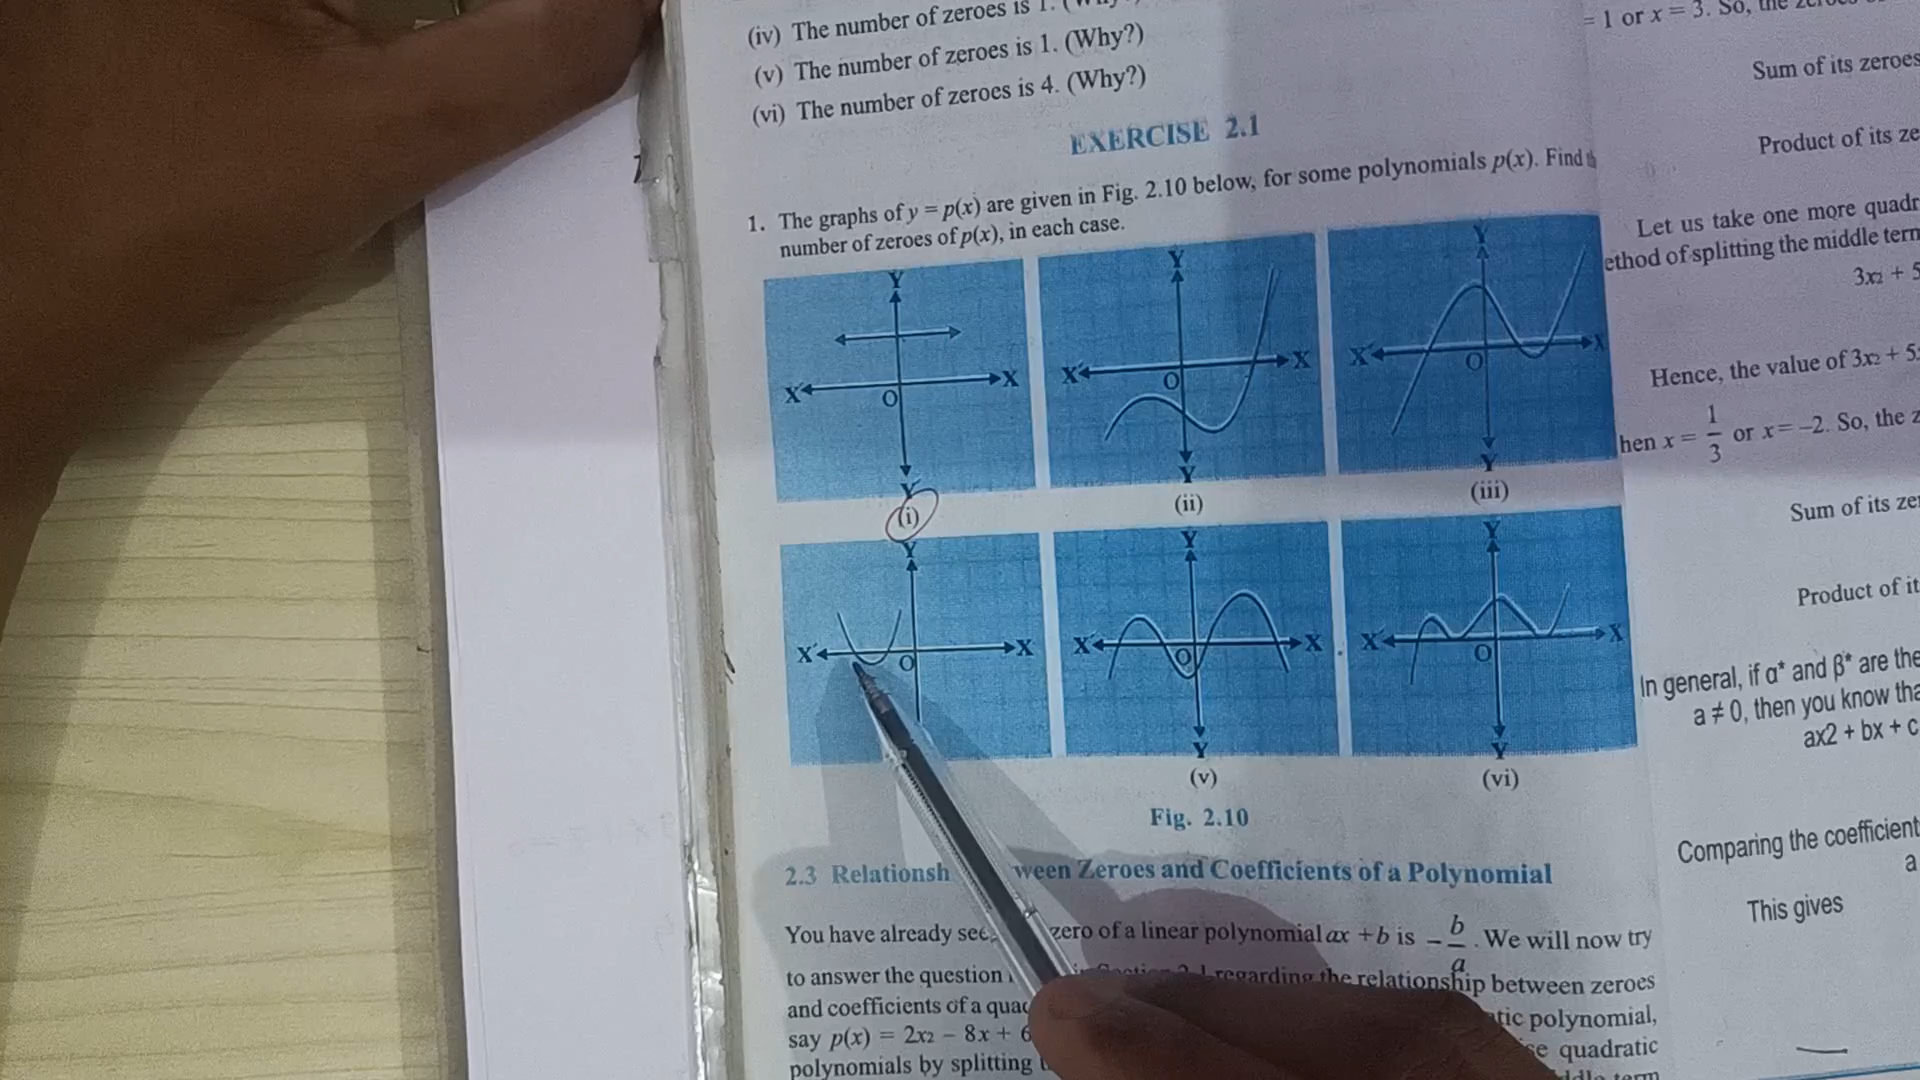 (iv) The number of zeroes is 1.
(v) The number of zeroes is 1. (Why?)
(vi) The number of zeroes is 4. (Why?)
EXERCISE 2.1
1. The graphs of y = p(x) are given in Fig. 2.10 below, for some polynomials p(x). Find
number of zeroes of p(x), in each case.
Y Y Y
X′ O X X′ O X X′ O X
Y′ Y′ Y′
(i) (ii) (iii)
Y Y Y
X′ O X X′ O X X′ O X
Y′ Y′
(v) (vi)
Fig. 2.10
2.3 Relationsh ween Zeroes and Coefficients of a Polynomial
You have already see zero of a linear polynomial ax + b is − b/a . We will now try
to answer the question regarding the relationship between zeroes
and coefficients of a quad tic polynomial,
say p(x) = 2x2 − 8x + 6 se quadratic
polynomials by splitting
= 1 or x = 3. So, the zeroes
Sum of its zeroes
Product of its ze
Let us take one more quadr
ethod of splitting the middle term
3x2 + 5
Hence, the value of 3x2 + 5
hen x = 1/3 or x = −2. So, the z
Sum of its ze
Product of it
In general, if α* and β* are the
a ≠ 0, then you know tha
ax2 + bx + c
Comparing the coefficient
a
This gives